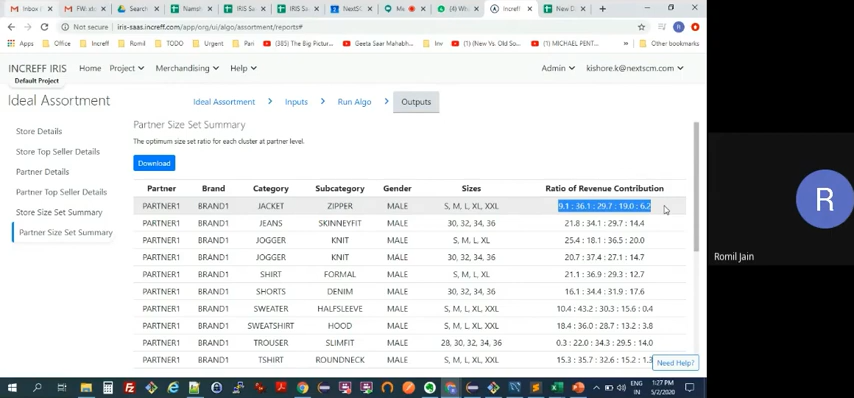 Inbox (
FW: st
Search
Namsh
IRIS S
Pari
IRIS SK
NextSC
M
(4) Wh
Increff
New D
Not secure | iris-saas.increff.com/app/org/ui/algo/assortment/reports#
R
Apps Office Increff Romil TODO Urgent Pari (385) The Big Pictur... Geeta Saar Mahabh... Inv (1) (New Vs. Old So... (1) MICHAEL PENT... » Other bookmarks
INCREFF IRIS Home Project Merchandising Help Admin kishore.k@nextscm.com
Default Project
Ideal Assortment
Ideal Assortment > Inputs > Run Algo > Outputs
Store Details
Store Top Seller Details
Partner Details
Partner Top Seller Details
Store Size Set Summary
Partner Size Set Summary
Partner Size Set Summary
The optimum size set ratio for each cluster at partner level.
Download
Partner Brand Category Subcategory Gender Sizes Ratio of Revenue Contribution
PARTNER1 BRAND1 JACKET ZIPPER MALE S, M, L, XL, XXL 9.1 : 36.1 : 29.7 : 19.0 : 6.2
PARTNER1 BRAND1 JEANS SKINNEYFIT MALE 30, 32, 34, 36 21.8 : 34.1 : 29.7 : 14.4
PARTNER1 BRAND1 JOGGER KNIT MALE S, M, L, XL 25.4 : 18.1 : 36.5 : 20.0
PARTNER1 BRAND1 JOGGER KNIT MALE 30, 32, 34, 36 20.7 : 37.4 : 27.1 : 14.7
PARTNER1 BRAND1 SHIRT FORMAL MALE S, M, L, XL 21.1 : 36.9 : 29.3 : 12.7
PARTNER1 BRAND1 SHORTS DENIM MALE 30, 32, 34, 36 16.1 : 34.4 : 31.9 : 17.6
PARTNER1 BRAND1 SWEATER HALFSLEEVE MALE S, M, L, XL, XXL 10.4 : 43.2 : 30.3 : 15.6 : 0.4
PARTNER1 BRAND1 SWEATSHIRT HOOD MALE S, M, L, XL, XXL 18.4 : 36.0 : 28.7 : 13.2 : 3.8
PARTNER1 BRAND1 TROUSER SLIMFIT MALE 28, 30, 32, 34, 36 0.3 : 22.0 : 34.3 : 29.5 : 14.0
PARTNER1 BRAND1 TSHIRT ROUNDNECK MALE S, M, L, XL, XXL 15.3 : 35.7 : 32.6 : 15.2 : 1.3
Need Help?
R
Romil Jain
ENG
IN
1:27 PM
5/2/2020